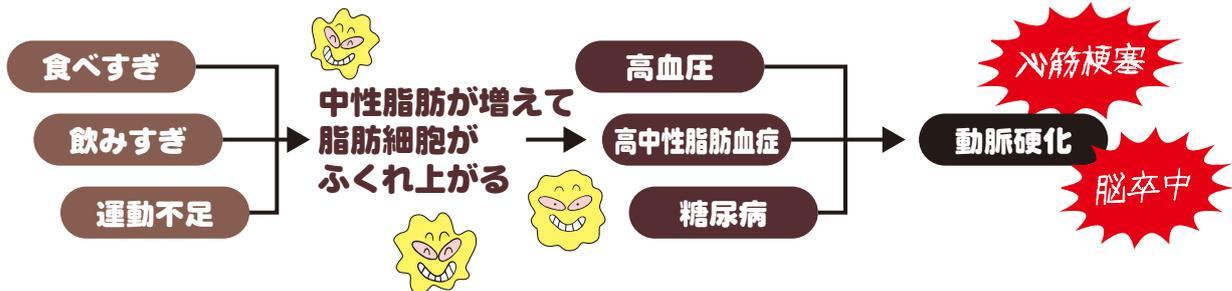 食べすぎ
飲みすぎ
運動不足
中性脂肪が増えて
脂肪細胞が
ふくれ上がる
高血圧
高中性脂肪血症
糖尿病
動脈硬化
心筋梗塞
脳卒中